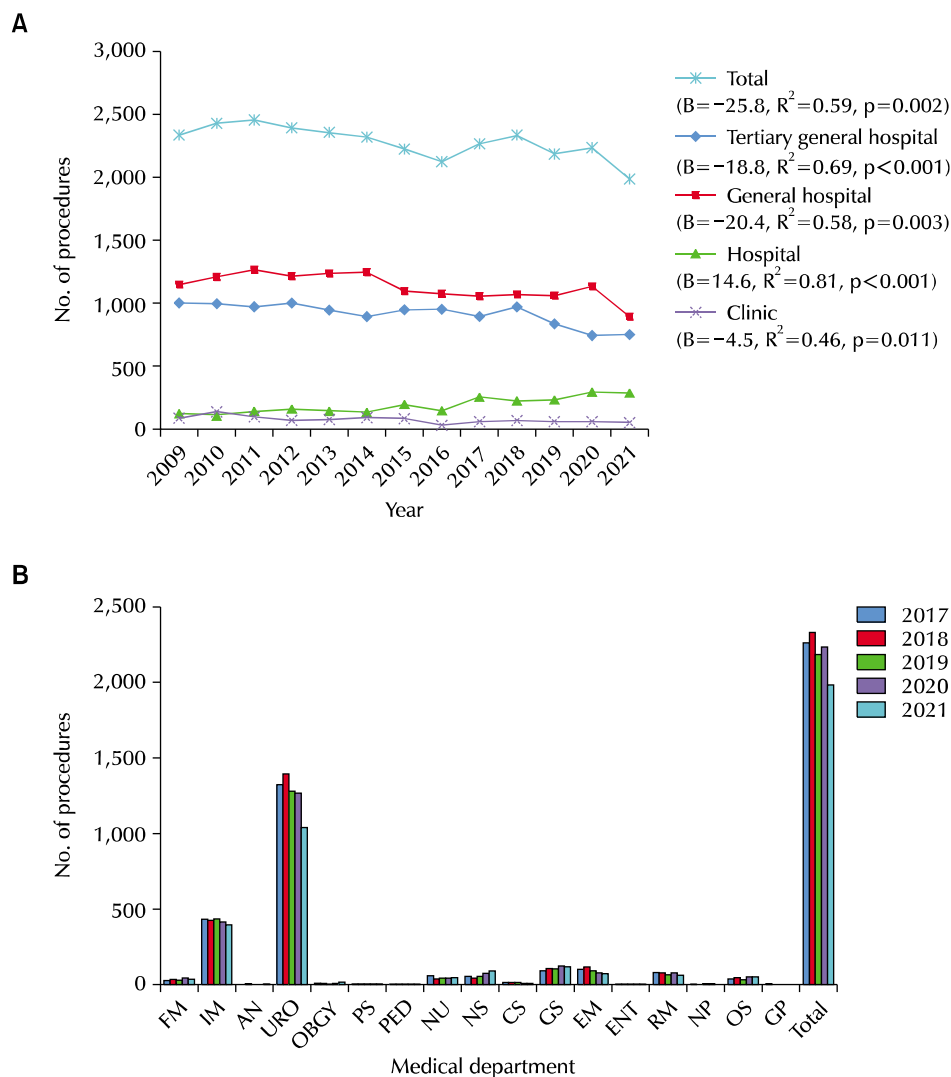 A
3,000
2,500
2,000
1,500
1,000
500
0
No. of procedures
2009
2010
2011
2012
2013
2014
2015
2016
2017
2018
2019
2020
2021
Year
Total
(B=−25.8, R²=0.59, p=0.002)
Tertiary general hospital
(B=−18.8, R²=0.69, p<0.001)
General hospital
(B=−20.4, R²=0.58, p=0.003)
Hospital
(B=14.6, R²=0.81, p<0.001)
Clinic
(B=−4.5, R²=0.46, p=0.011)
B
2,500
2,000
1,500
1,000
500
0
No. of procedures
FM
IM
AN
URO
OBGY
PS
PED
NU
NS
CS
GS
EM
ENT
RM
NP
OS
GP
Total
Medical department
2017
2018
2019
2020
2021